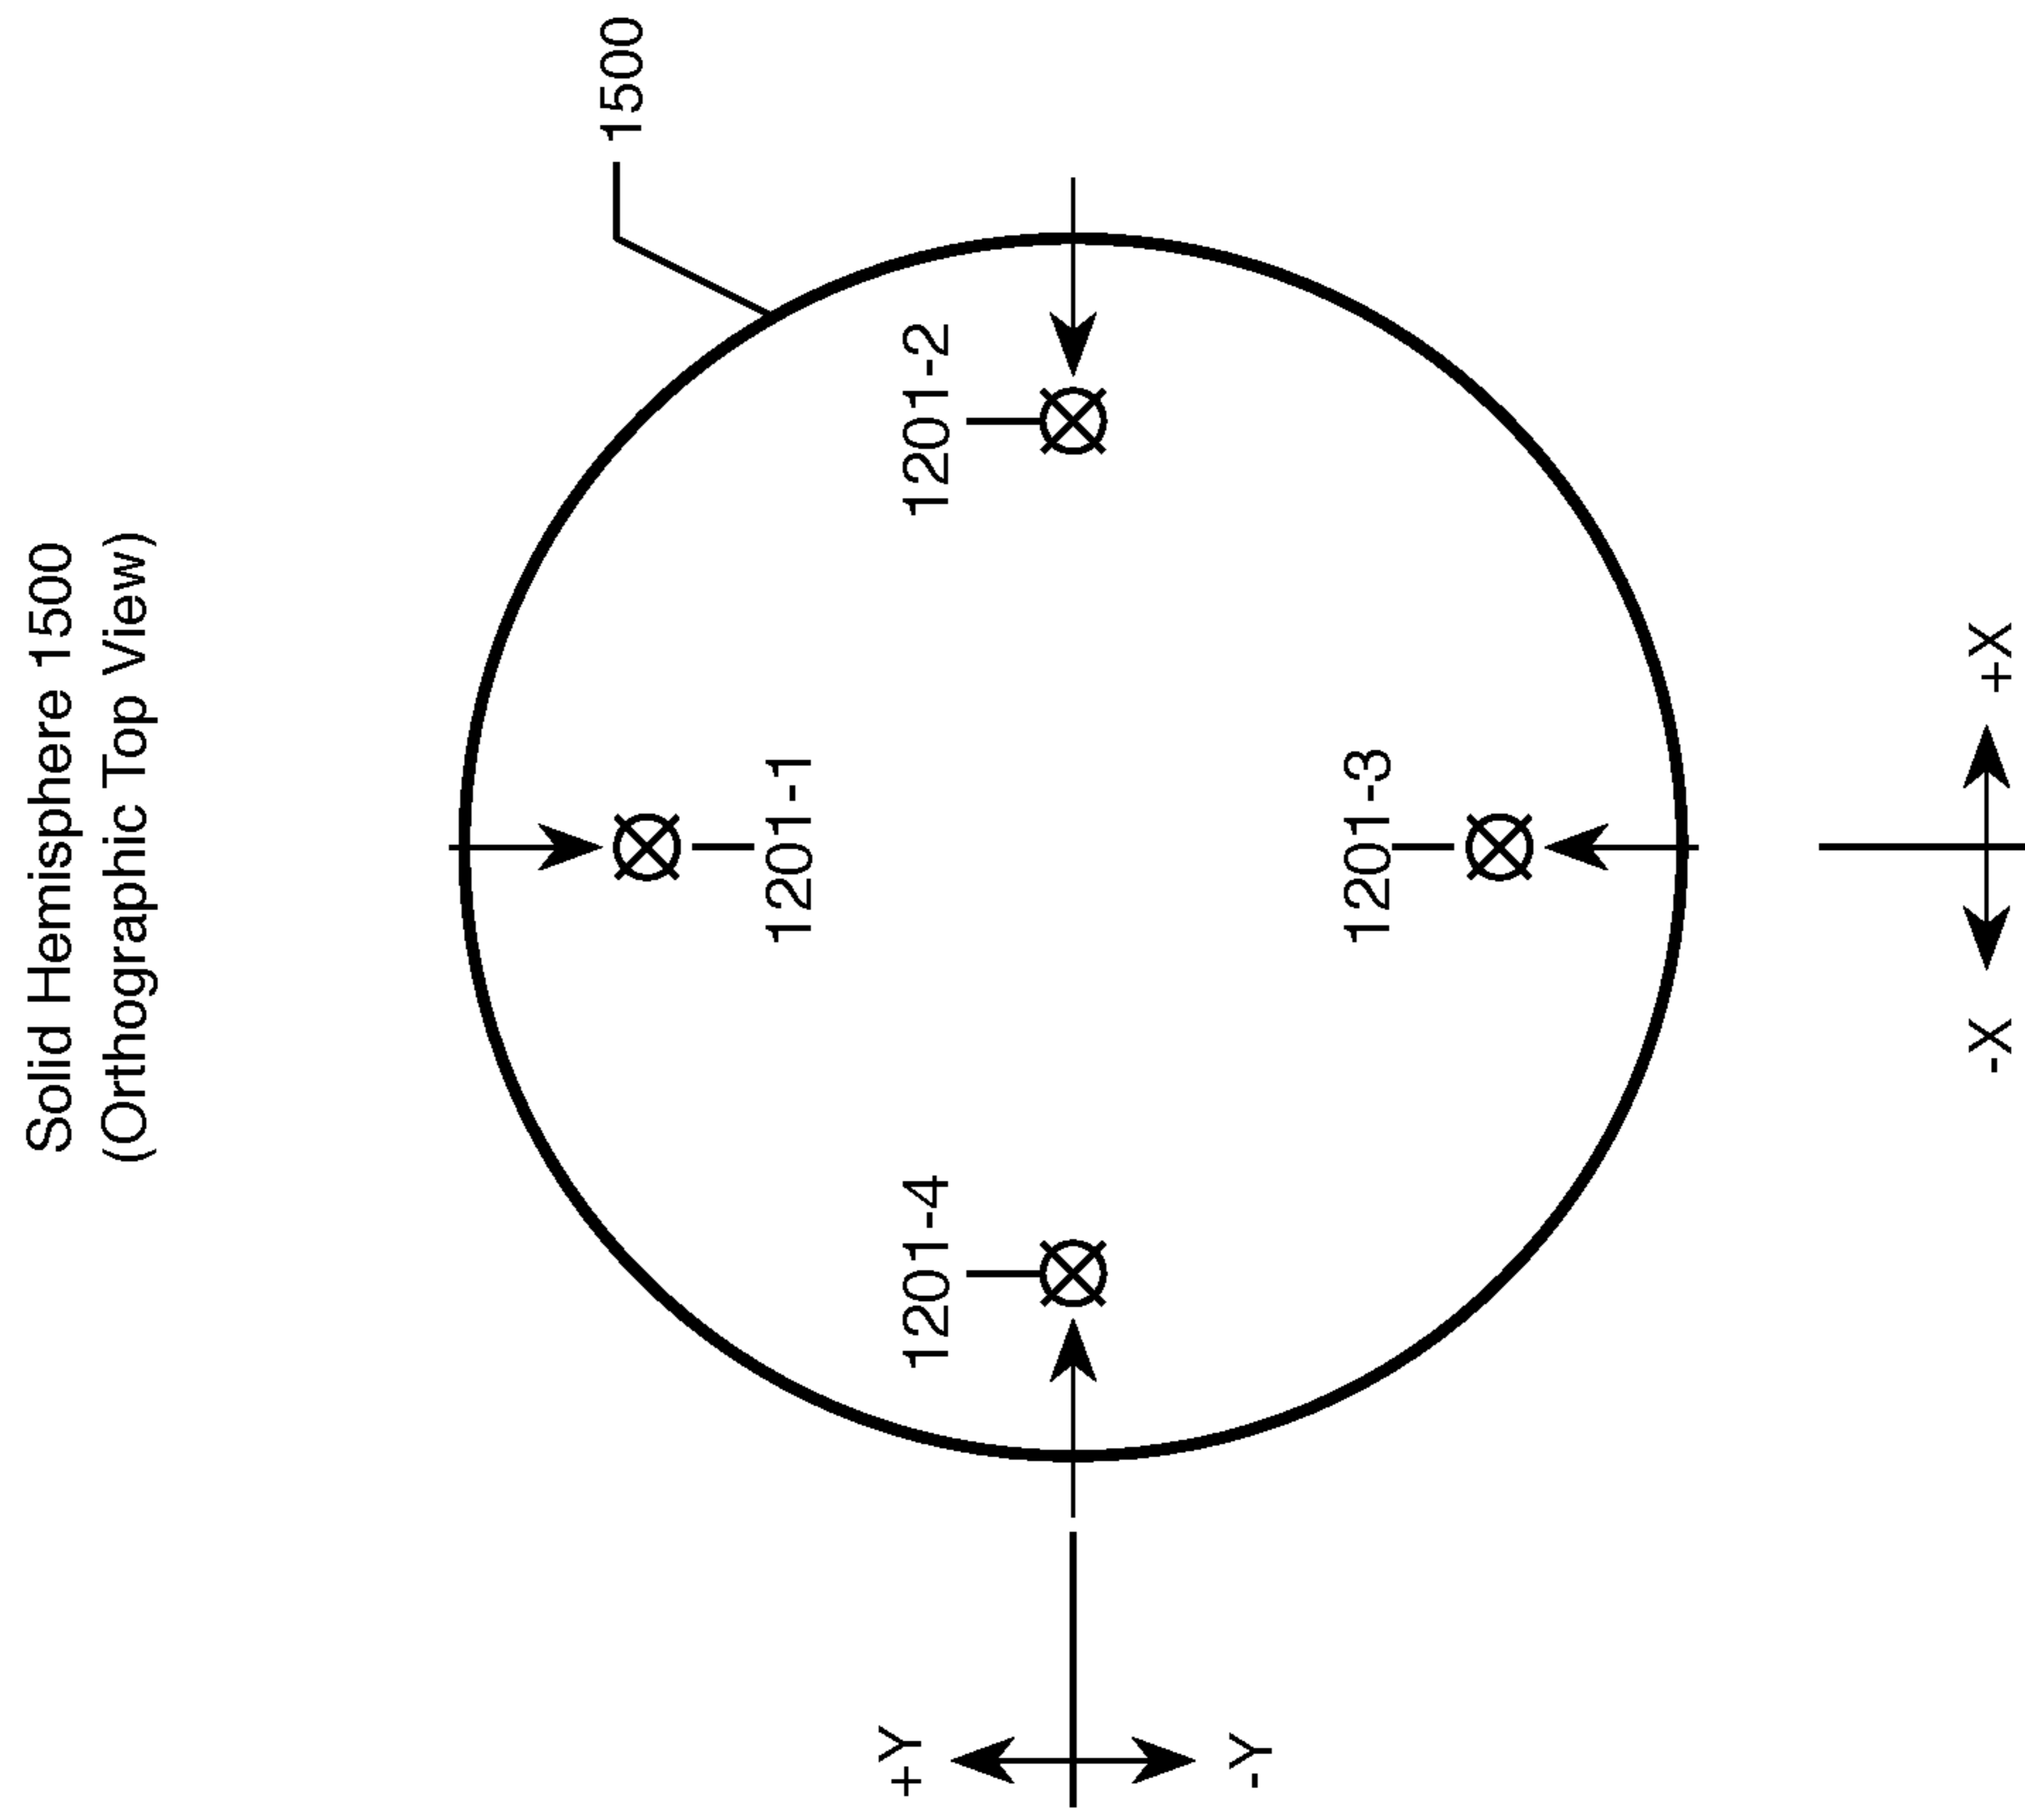 Solid Hemisphere 1500
(Orthographic Top View)
1500
1201-1
1201-4
1201-2
1201-3
+Y
-Y
-X
+X